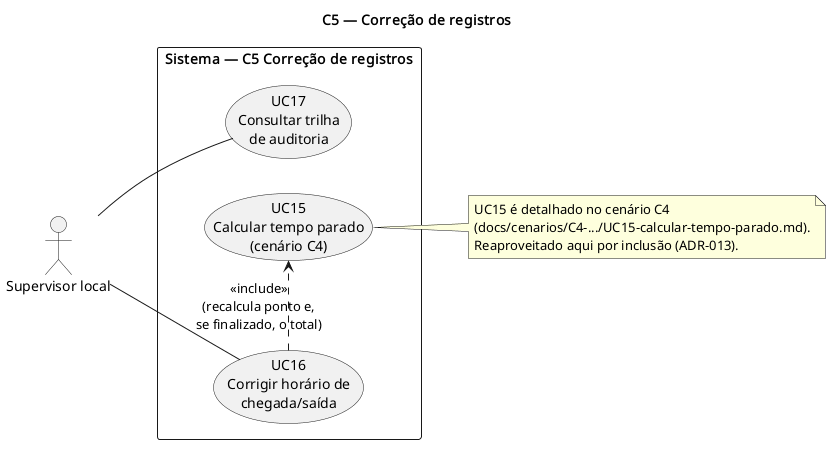 C5 — Correção de registros
Sistema — C5 Correção de registros
UC17
Consultar trilha
de auditoria
UC15
Calcular tempo parado
(cenário C4)
UC15 é detalhado no cenário C4
(docs/cenarios/C4-.../UC15-calcular-tempo-parado.md).
Reaproveitado aqui por inclusão (ADR-013).
Supervisor local
«include»
(recalcula ponto e,
se finalizado, o total)
UC16
Corrigir horário de
chegada/saída